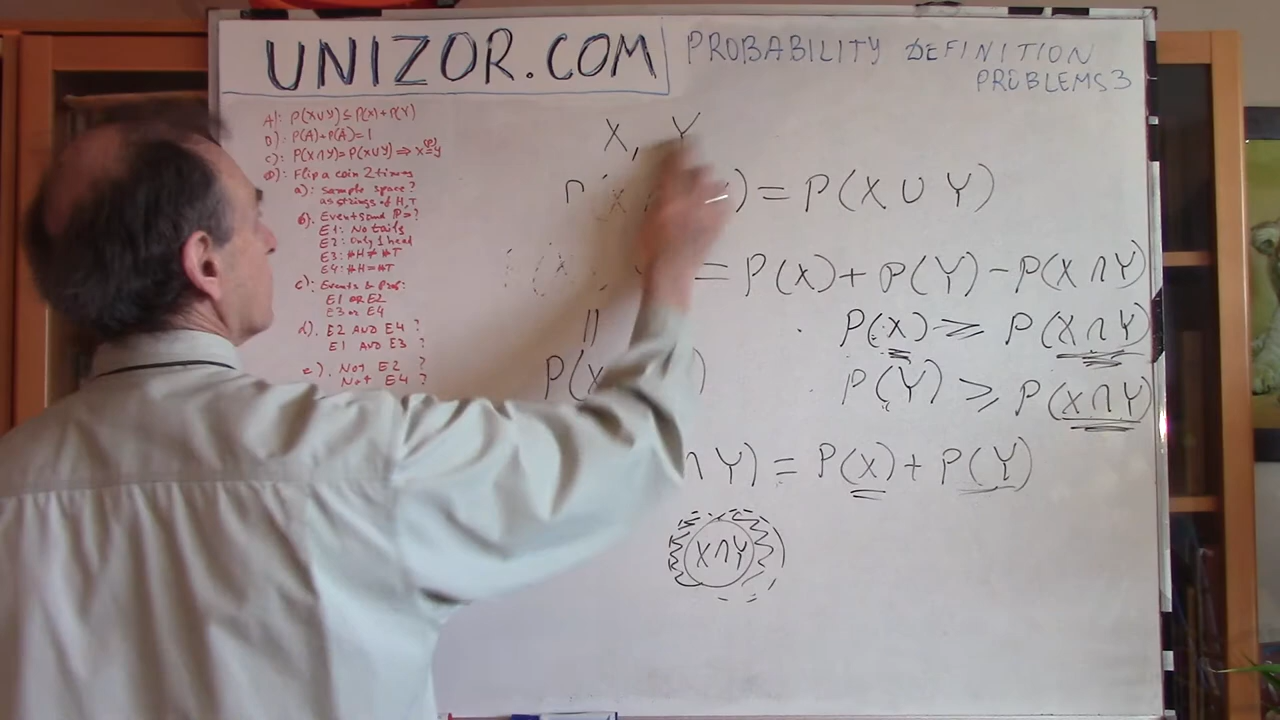 UNIZOR.COM
PROBABILITY DEFINITION
PROBLEMS 3
A): P(X∪Y) ≤ P(X)+P(Y)
B): P(A)+P(Ā)=1
C): P(X∩Y)=P(X∪Y) ⇒ X(P)=Y
D): Flip a coin 2 times
a): sample space?
as strings of H,T
b). Events and P=?
E1: No tails
E2: Only 1 head
E3: #H≠#T
E4: #H=#T
c): Events & Prob:
E1 OR E2
E3 or E4
d). E2 AND E4 ?
E1 AND E3 ?
e). Not E2 ?
Not E4 ?
X, Y
) = P(X ∪ Y)
= P(X) + P(Y) - P(X ∩ Y)
P(X) ⩾ P(X ∩ Y)
P(X
P(Y) ⩾ P(X ∩ Y)
∩ Y) = P(X) + P(Y)
X∩Y